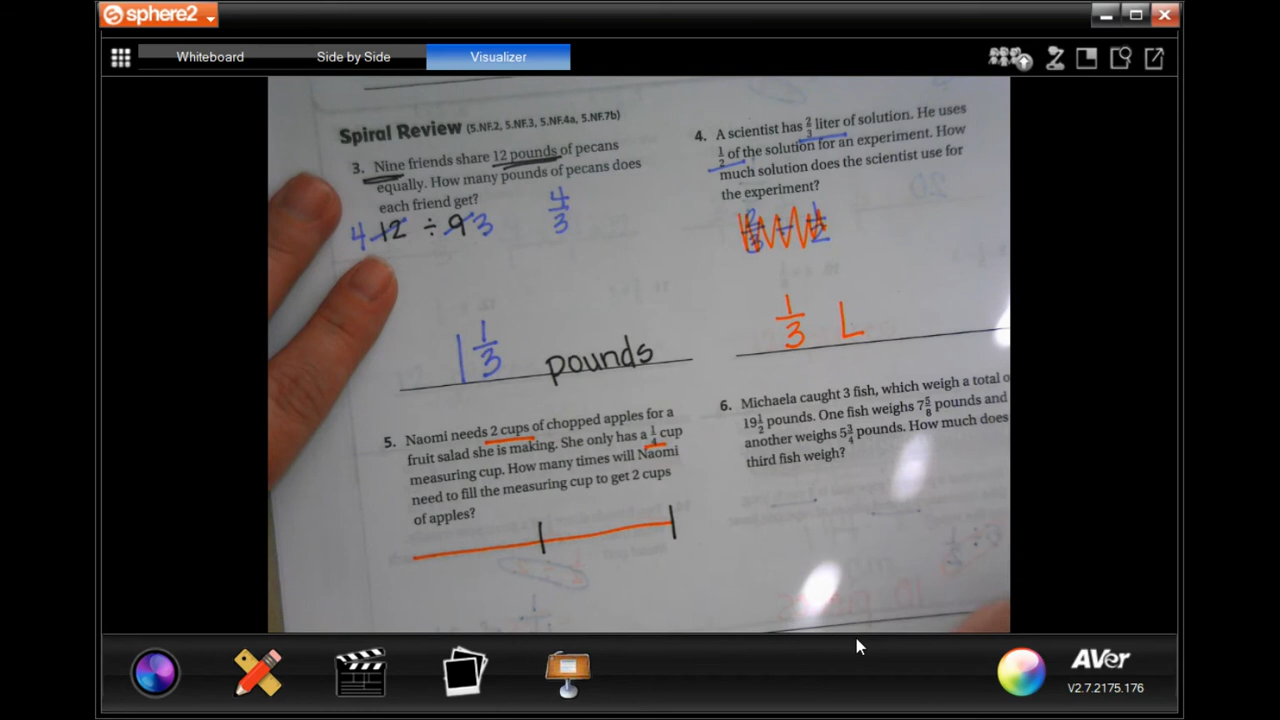 sphere2
Whiteboard Side by Side Visualizer
Spiral Review (5.NF.2, 5.NF.3, 5.NF.4a, 5.NF.7b)
3. Nine friends share 12 pounds of pecans
equally. How many pounds of pecans does
each friend get?
4 12 ÷ 9 3 4/3
1 1/3 pounds
4. A scientist has 2/3 liter of solution. He uses
1/2 of the solution for an experiment. How
much solution does the scientist use for
the experiment?
1/3 L
5. Naomi needs 2 cups of chopped apples for a
fruit salad she is making. She only has a 1/4 cup
measuring cup. How many times will Naomi
need to fill the measuring cup to get 2 cups
of apples?
6. Michaela caught 3 fish, which weigh a total o
19 1/2 pounds. One fish weighs 7 5/8 pounds and
another weighs 5 3/4 pounds. How much does
third fish weigh?
AVer
V2.7.2175.176